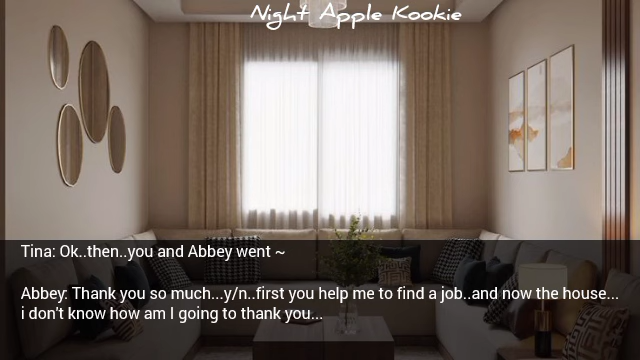 Night Apple Kookie
Tina: Ok..then..you and Abbey went ~
Abbey: Thank you so much...y/n..first you help me to find a job..and now the house...
i don't know how am I going to thank you...